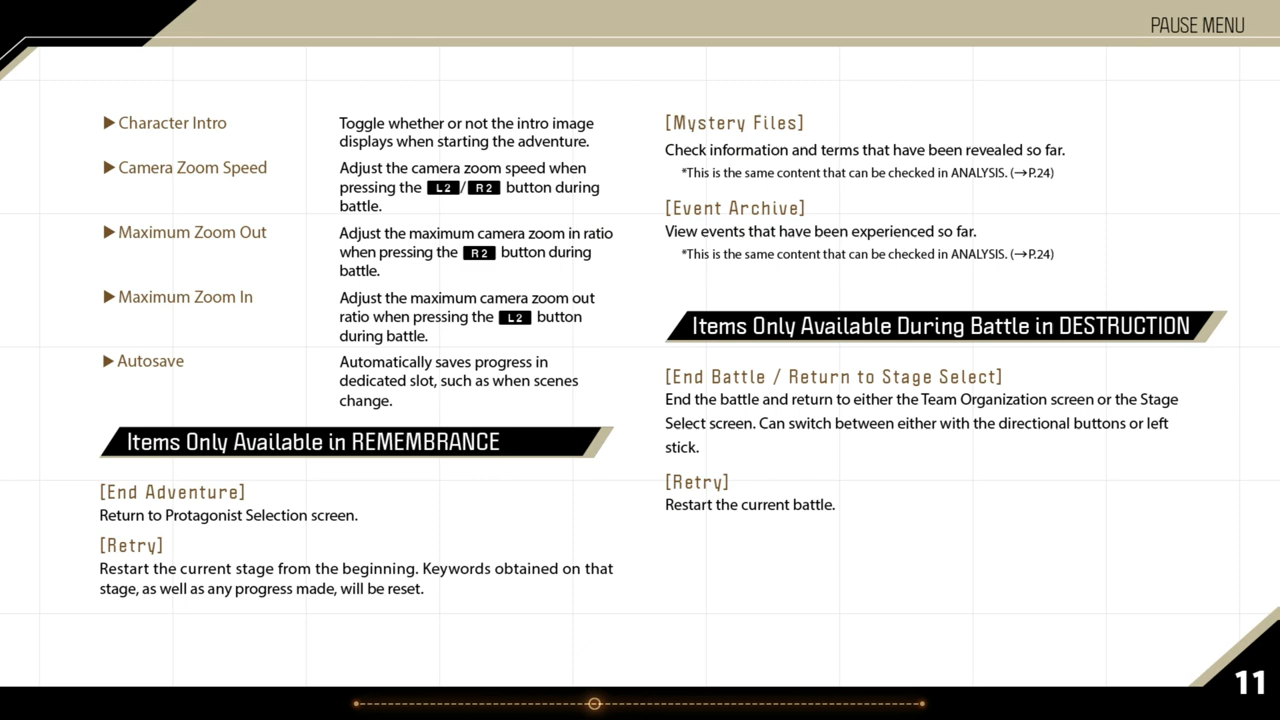 PAUSE MENU
▶Character Intro
Toggle whether or not the intro image
displays when starting the adventure.
▶Camera Zoom Speed
Adjust the camera zoom speed when
pressing the L2/R2 button during
battle.
▶Maximum Zoom Out
Adjust the maximum camera zoom in ratio
when pressing the R2 button during
battle.
▶Maximum Zoom In
Adjust the maximum camera zoom out
ratio when pressing the L2 button
during battle.
▶Autosave
Automatically saves progress in
dedicated slot, such as when scenes
change.
Items Only Available in REMEMBRANCE
[End Adventure]
Return to Protagonist Selection screen.
[Retry]
Restart the current stage from the beginning. Keywords obtained on that
stage, as well as any progress made, will be reset.
[Mystery Files]
Check information and terms that have been revealed so far.
*This is the same content that can be checked in ANALYSIS. (→P.24)
[Event Archive]
View events that have been experienced so far.
*This is the same content that can be checked in ANALYSIS. (→P.24)
Items Only Available During Battle in DESTRUCTION
[End Battle / Return to Stage Select]
End the battle and return to either the Team Organization screen or the Stage
Select screen. Can switch between either with the directional buttons or left
stick.
[Retry]
Restart the current battle.
11